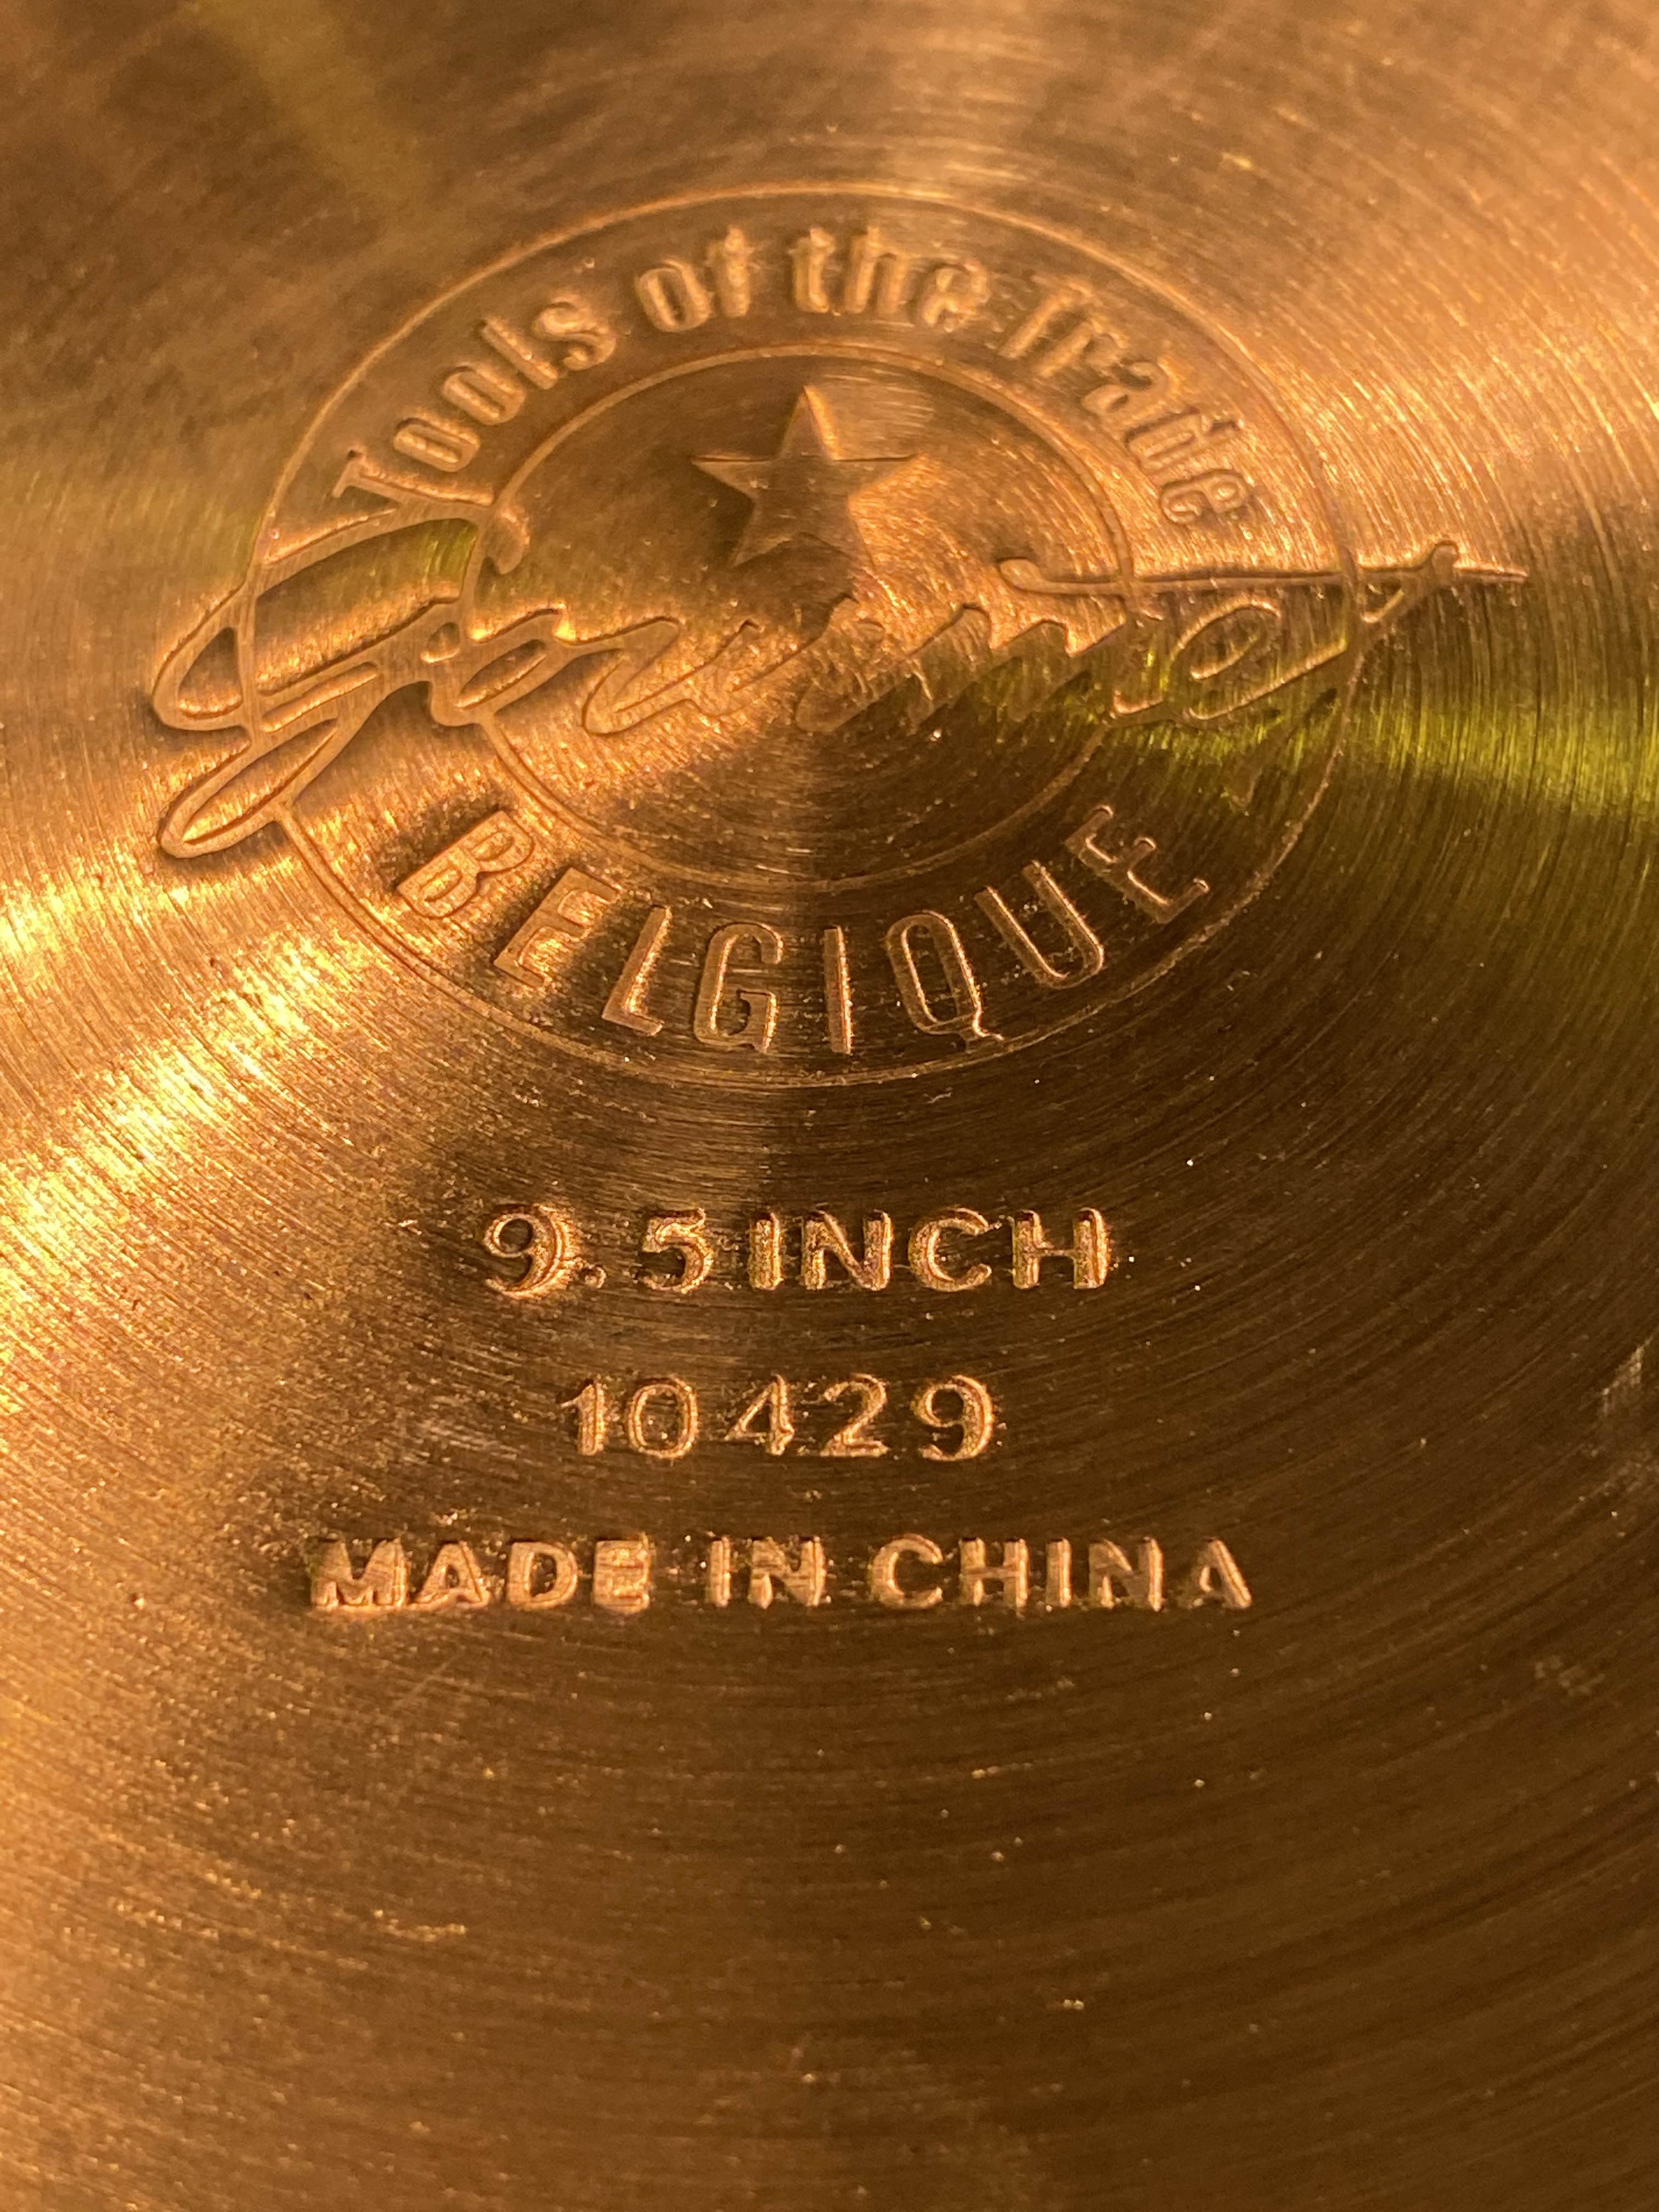 Tools of the Trade
Gourmet
BELGIQUE
9.5 INCH
10429
MADE IN CHINA